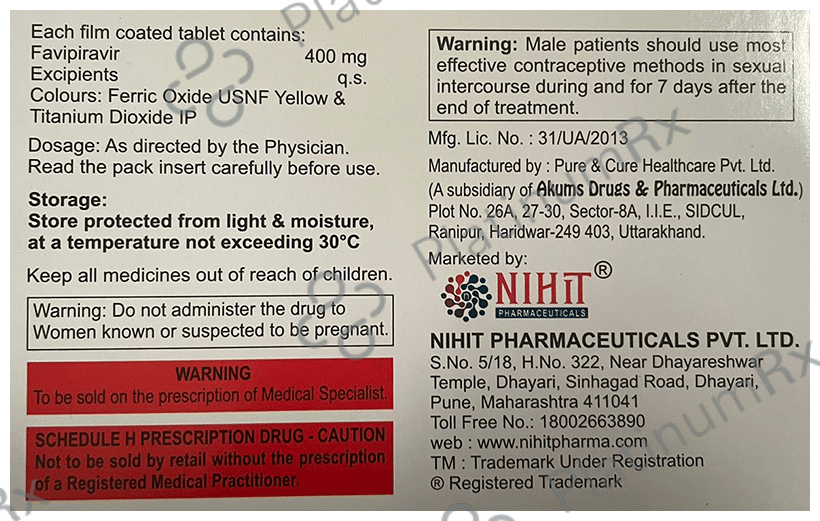 Each film coated tablet contains:
Favipiravir 400 mg
Excipients q.s.
Colours: Ferric Oxide USNF Yellow &
Titanium Dioxide IP
Dosage: As directed by the Physician.
Read the pack insert carefully before use.
Storage:
Store protected from light & moisture,
at a temperature not exceeding 30°C
Keep all medicines out of reach of children.
Warning: Do not administer the drug to
Women known or suspected to be pregnant.
WARNING
To be sold on the prescription of Medical Specialist.
SCHEDULE H PRESCRIPTION DRUG - CAUTION
Not to be sold by retail without the prescription
of a Registered Medical Practitioner.
Warning: Male patients should use most
effective contraceptive methods in sexual
intercourse during and for 7 days after the
end of treatment.
Mfg. Lic. No. : 31/UA/2013
Manufactured by : Pure & Cure Healthcare Pvt. Ltd.
(A subsidiary of Akums Drugs & Pharmaceuticals Ltd.)
Plot No. 26A, 27-30, Sector-8A, I.I.E., SIDCUL,
Ranipur, Haridwar-249 403, Uttarakhand.
Marketed by:
NIHIT ®
PHARMACEUTICALS
NIHIT PHARMACEUTICALS PVT. LTD.
S.No. 5/18, H.No. 322, Near Dhayareshwar
Temple, Dhayari, Sinhagad Road, Dhayari,
Pune, Maharashtra 411041
Toll Free No.: 18002663890
web : www.nihitpharma.com
TM : Trademark Under Registration
® Registered Trademark
PlatinumRx
PlatinumRx
PlatinumRx
Rx